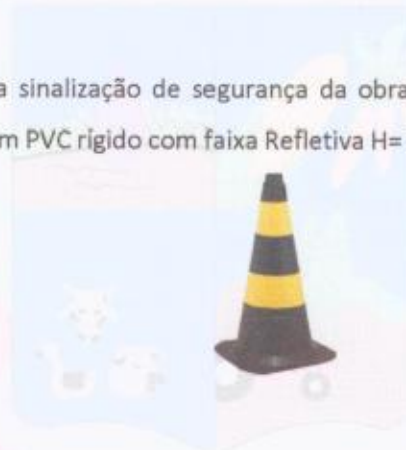 a sinalização de segurança da obra
m PVC rígido com faixa Refletiva H=